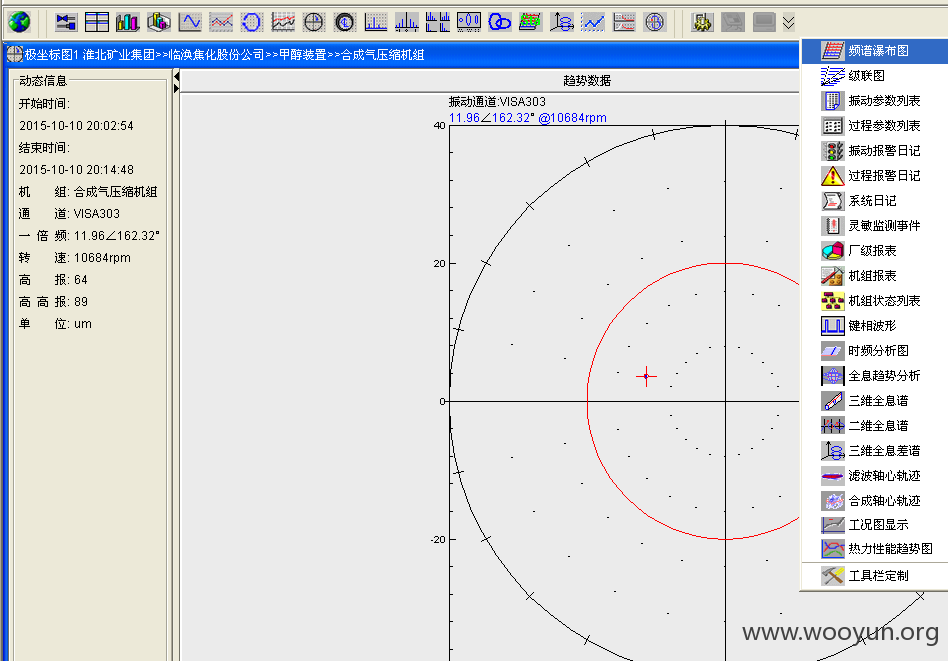 极坐标图1 淮北矿业集团>>临涣焦化股份公司>>甲醇装置>>合成气压缩机组
动态信息
开始时间:
2015-10-10 20:02:54
结束时间:
2015-10-10 20:14:48
机 组: 合成气压缩机组
通 道: VISA303
一 倍 频: 11.96∠162.32°
转 速: 10684rpm
高 报: 64
高 高 报: 89
单 位: um
趋势数据
振动通道:VISA303
11.96∠162.32° @10684rpm
40
20
0
-20
频谱瀑布图
级联图
振动参数列表
过程参数列表
振动报警日记
过程报警日记
系统日记
灵敏监测事件
厂级报表
机组报表
机组状态列表
键相波形
时频分析图
全息趋势分析
三维全息谱
二维全息谱
三维全息差谱
滤波轴心轨迹
合成轴心轨迹
工况图显示
热力性能趋势图
工具栏定制
www.wooyun.org